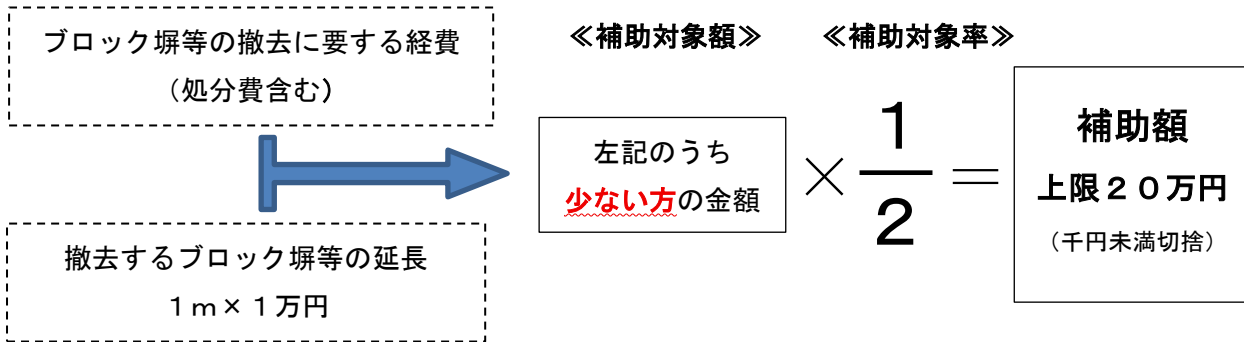 ブロック塀等の撤去に要する経費
（処分費含む）
撤去するブロック塀等の延長
１ｍ×１万円
≪補助対象額≫
左記のうち
少ない方の金額
≪補助対象率≫
×
1
2
＝
補助額
上限２０万円
（千円未満切捨）